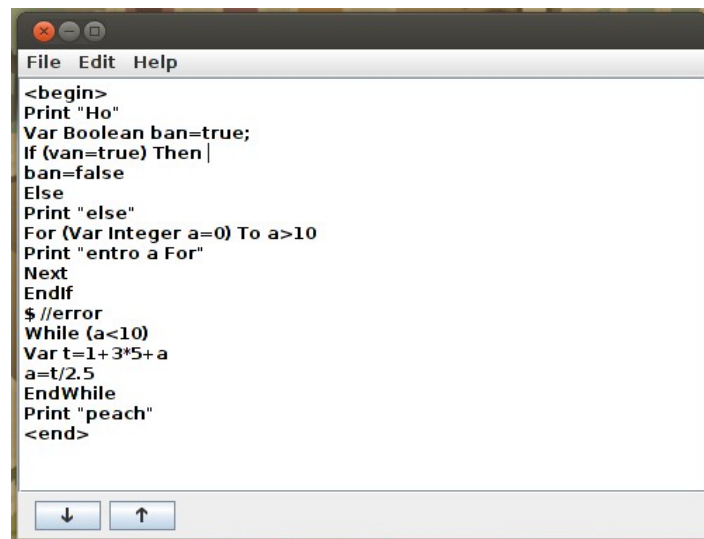 File Edit Help
<begin>
Print "Ho"
Var Boolean ban=true;
If (van=true) Then
ban=false
Else
Print "else"
For (Var Integer a=0) To a>10
Print "entro a For"
Next
EndIf
$ //error
While (a<10)
Var t=1+3*5+a
a=t/2.5
EndWhile
Print "peach"
<end>